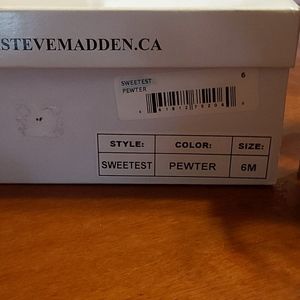 STEVEMADDEN.CA
SWEETEST 6
PEWTER
STYLE: COLOR: SIZE:
SWEETEST PEWTER 6M